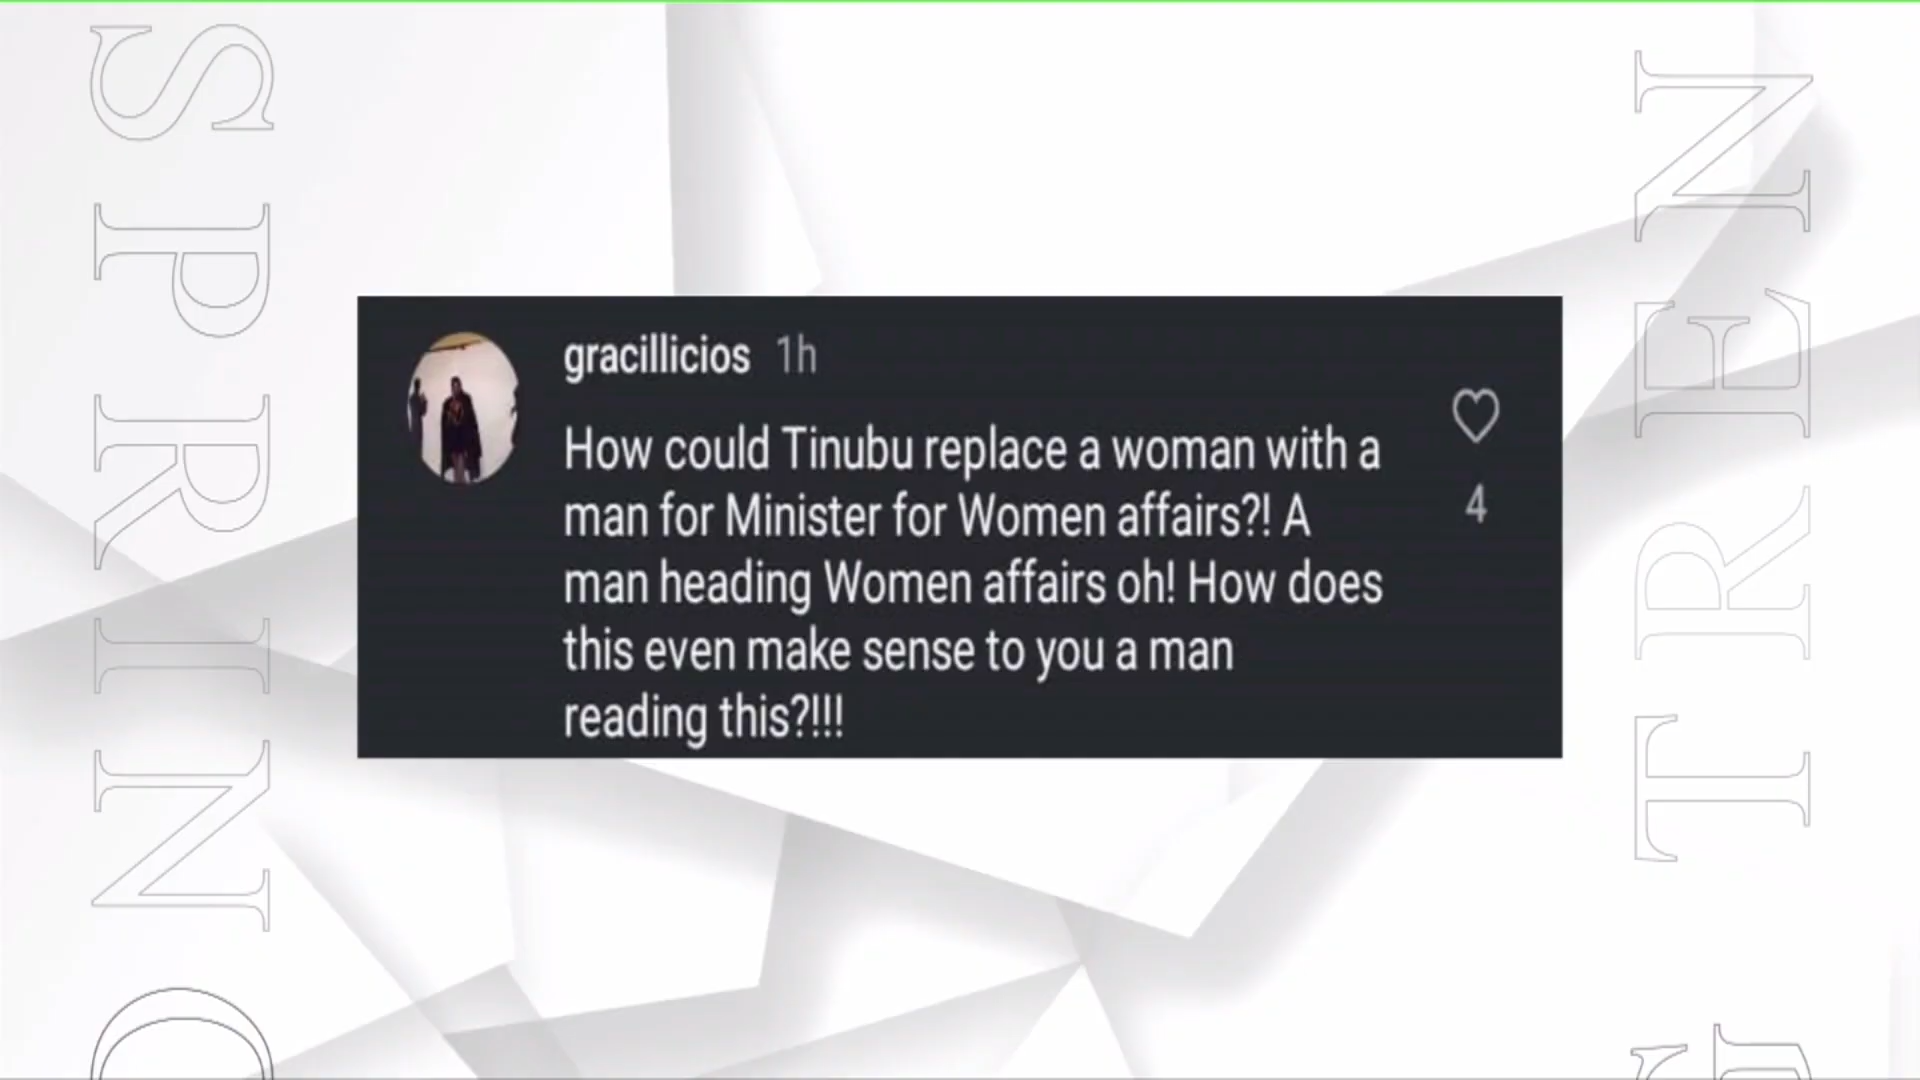 SPRING
gracillicios 1h
How could Tinubu replace a woman with a
man for Minister for Women affairs?! A
man heading Women affairs oh! How does
this even make sense to you a man
reading this?!!!
4
TREN